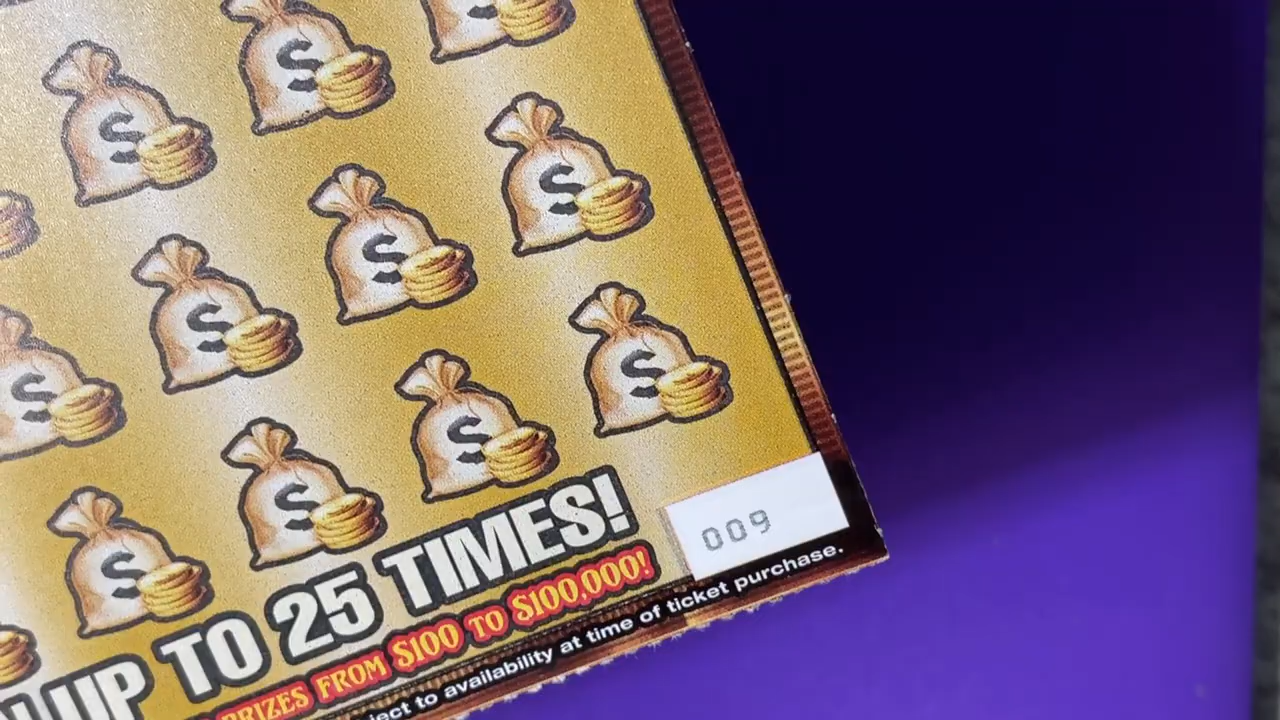 UP TO 25 TIMES!
009
PRIZES FROM $100 TO $100,000!
to availability at time of ticket purchase.